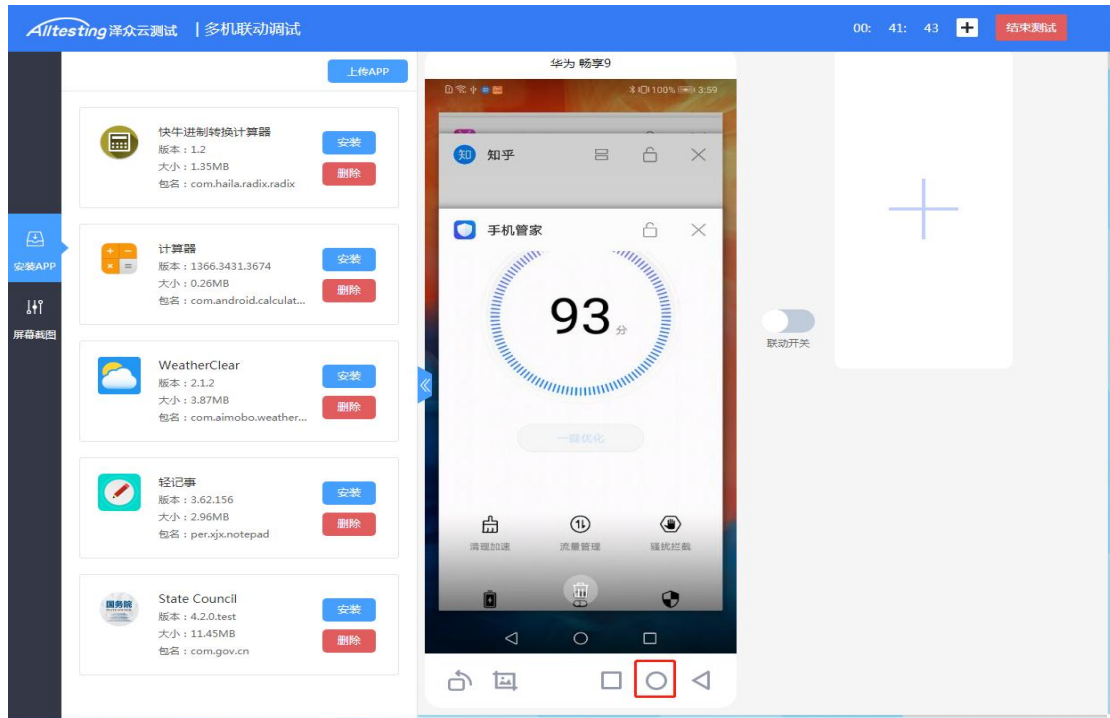 Alltesting泽众云测试 | 多机联动调试
00: 41: 43
结束测试
安装APP
屏幕截图
上传APP
快牛进制转换计算器
版本：1.2
大小：1.35MB
包名：com.haila.radix.radix
安装
删除
计算器
版本：1366.3431.3674
大小：0.26MB
包名：com.android.calculat...
安装
删除
WeatherClear
版本：2.1.2
大小：3.87MB
包名：com.aimobo.weather...
安装
删除
轻记事
版本：3.62.156
大小：2.96MB
包名：per.xjx.notepad
安装
删除
国务院
State Council
版本：4.2.0.test
大小：11.45MB
包名：com.gov.cn
安装
删除
华为 畅享9
100% 3:59
知 知乎
手机管家
93 分
一键优化
清理加速
流量管理
骚扰拦截
联动开关